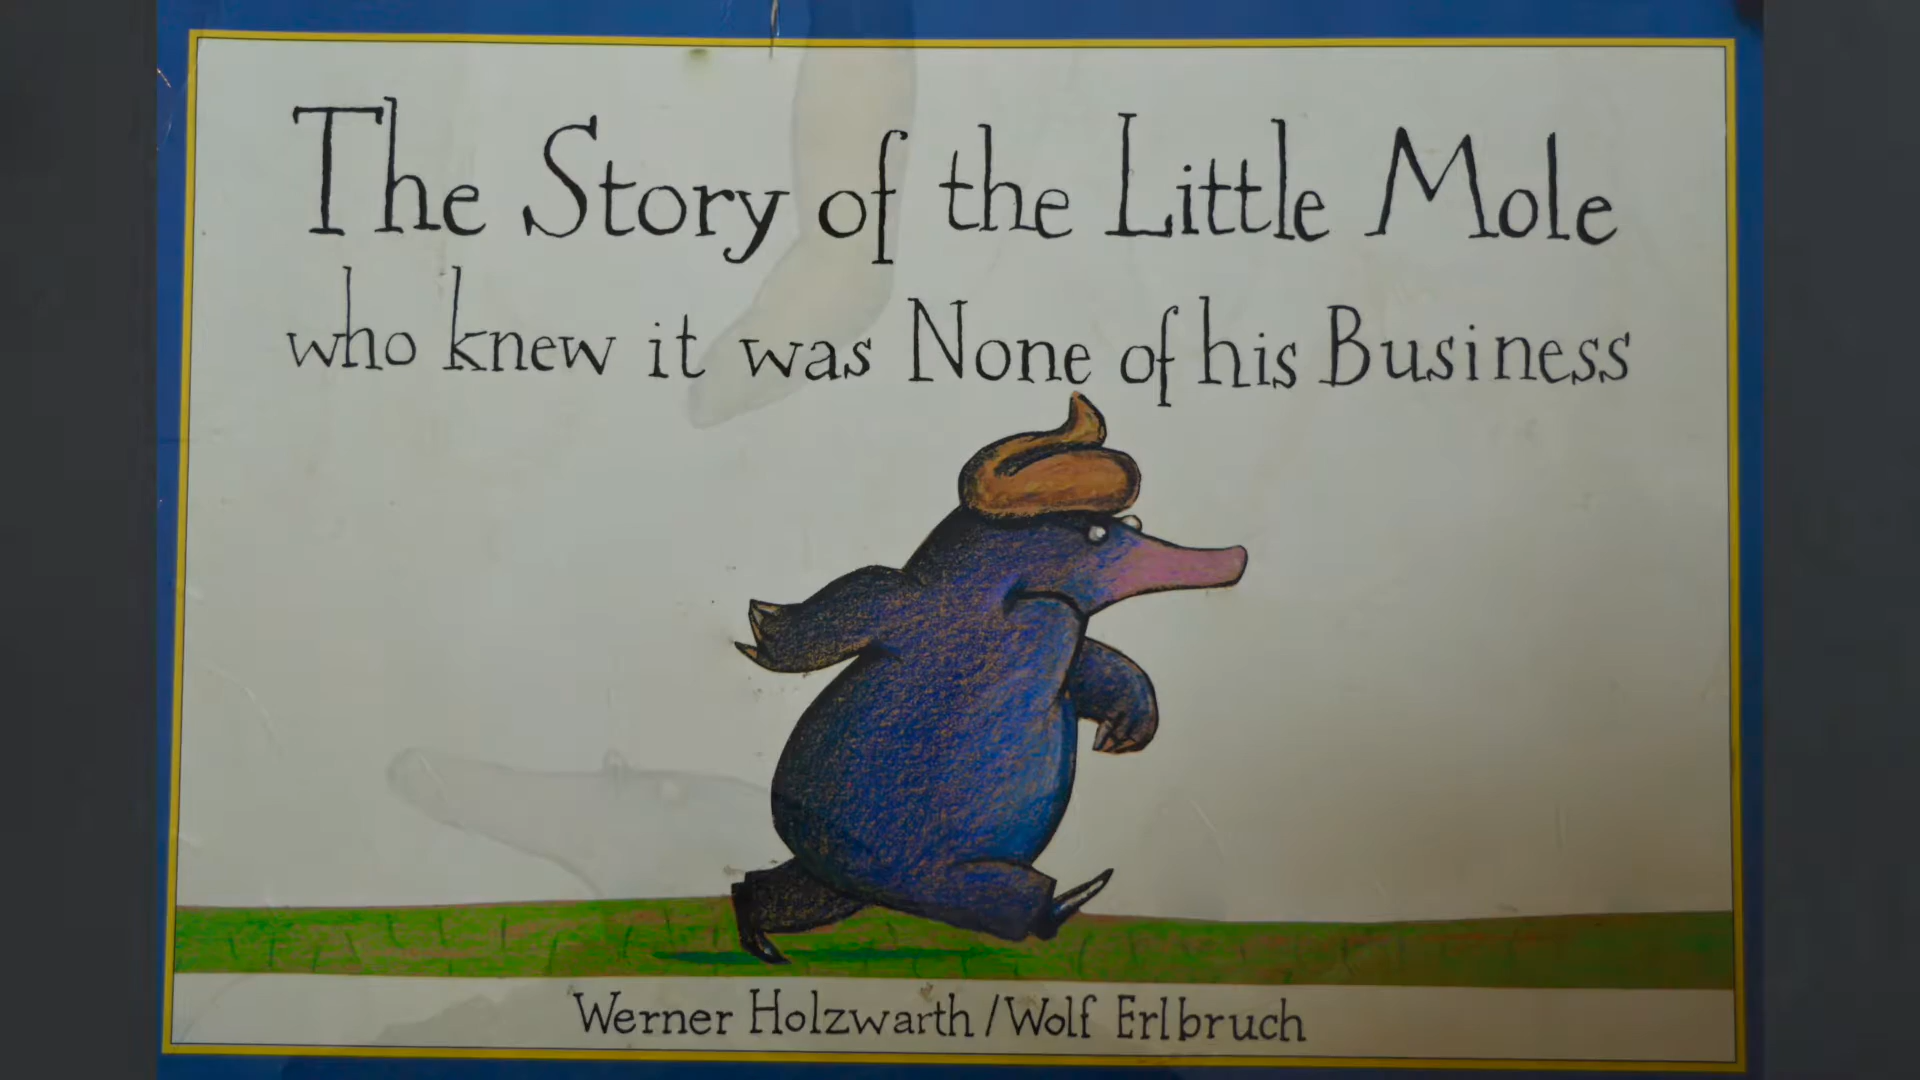 The Story of the Little Mole
who knew it was None of his Business
Werner Holzwarth/Wolf Erlbruch